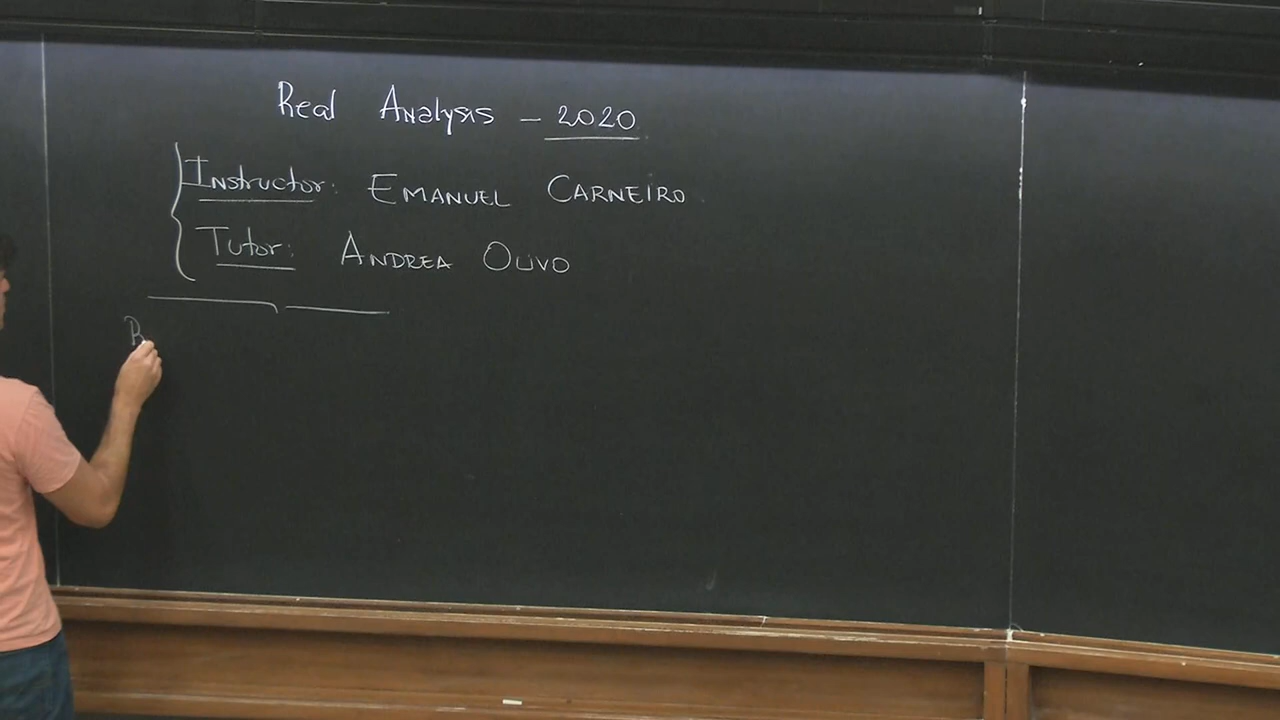 Real Analysis – 2020
Instructor: EMANUEL CARNEIRO
Tutor: ANDREA OLIVO